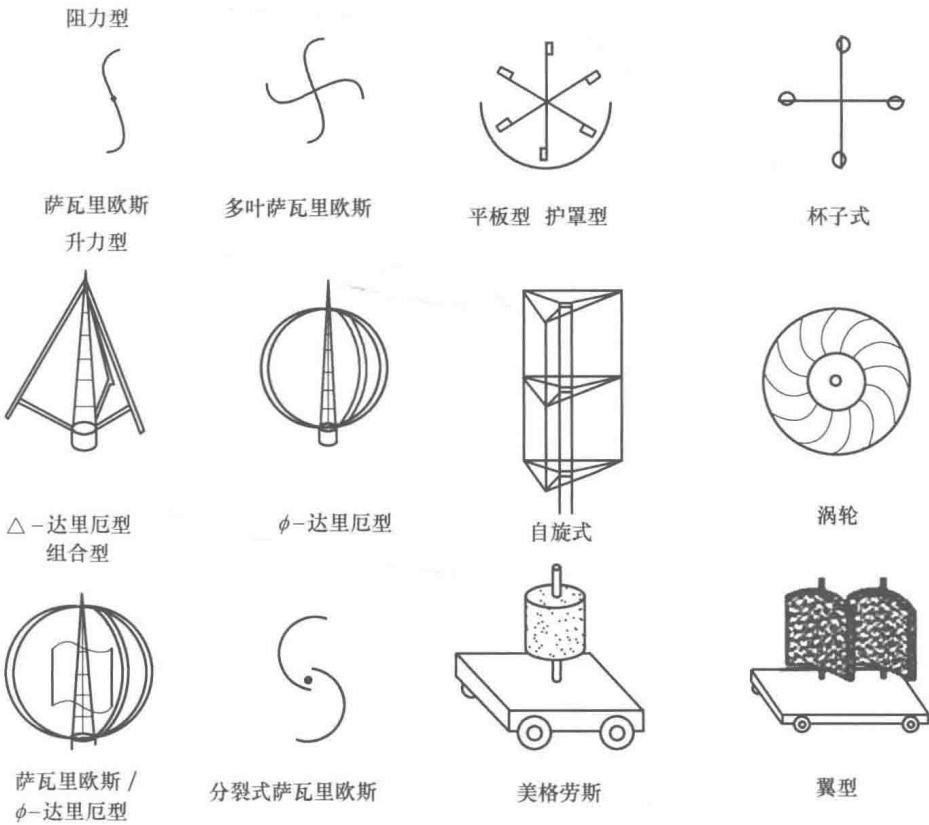 阻力型
萨瓦里欧斯 多叶萨瓦里欧斯 平板型 护罩型 杯子式
升力型
△-达里厄型 ϕ-达里厄型 自旋式 涡轮
组合型
萨瓦里欧斯/ 分裂式萨瓦里欧斯 美格劳斯 翼型
ϕ-达里厄型